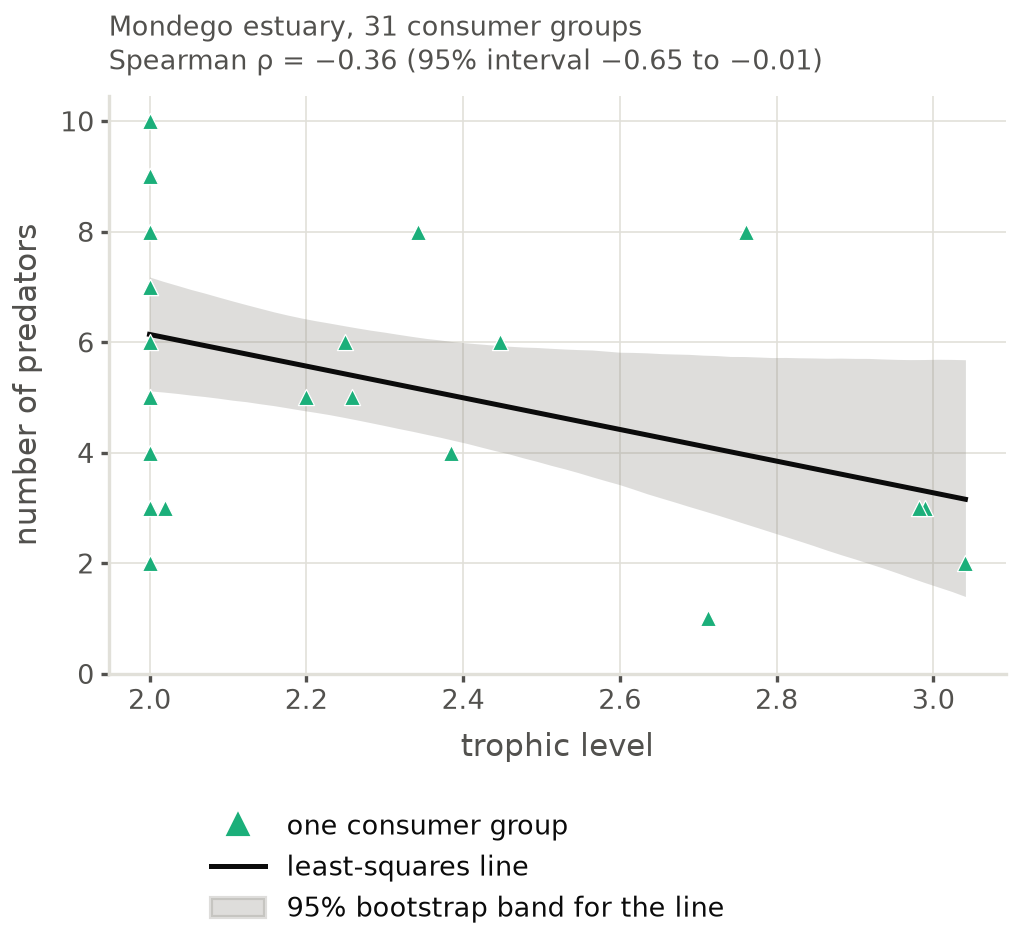 Mondego estuary, 31 consumer groups
Spearman ρ = −0.36 (95% interval −0.65 to −0.01)
10
8
6
4
2
0
number of predators
2.0 2.2 2.4 2.6 2.8 3.0
trophic level
one consumer group
least-squares line
95% bootstrap band for the line